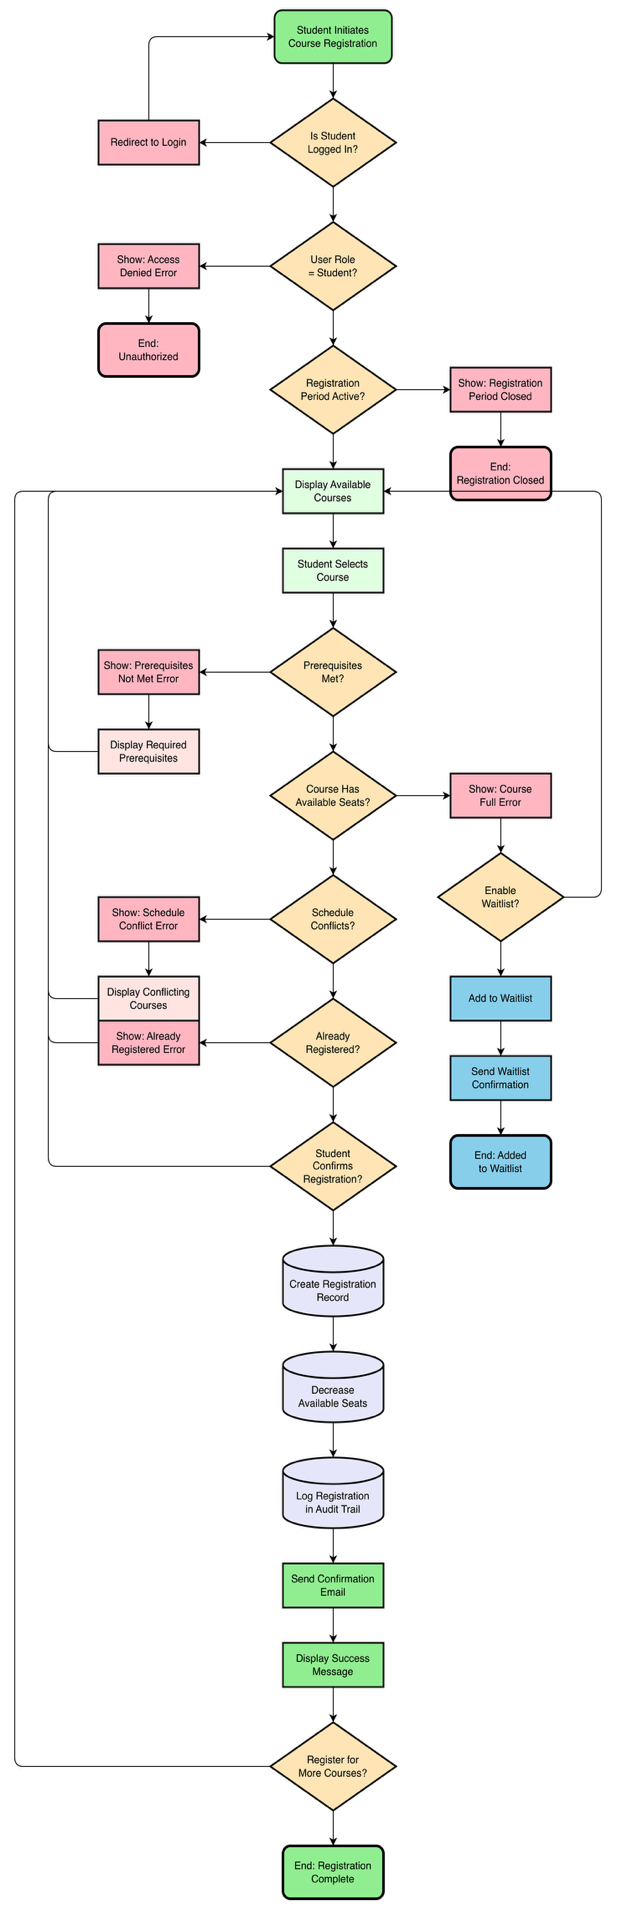 Student Initiates
Course Registration
Is Student
Logged In?
Redirect to Login
User Role
= Student?
Show: Access
Denied Error
End:
Unauthorized
Registration
Period Active?
Show: Registration
Period Closed
End:
Registration Closed
Display Available
Courses
Student Selects
Course
Prerequisites
Met?
Show: Prerequisites
Not Met Error
Display Required
Prerequisites
Course Has
Available Seats?
Show: Course
Full Error
Enable
Waitlist?
Schedule
Conflicts?
Show: Schedule
Conflict Error
Display Conflicting
Courses
Add to Waitlist
Already
Registered?
Show: Already
Registered Error
Send Waitlist
Confirmation
Student
Confirms
Registration?
End: Added
to Waitlist
Create Registration
Record
Decrease
Available Seats
Log Registration
in Audit Trail
Send Confirmation
Email
Display Success
Message
Register for
More Courses?
End: Registration
Complete